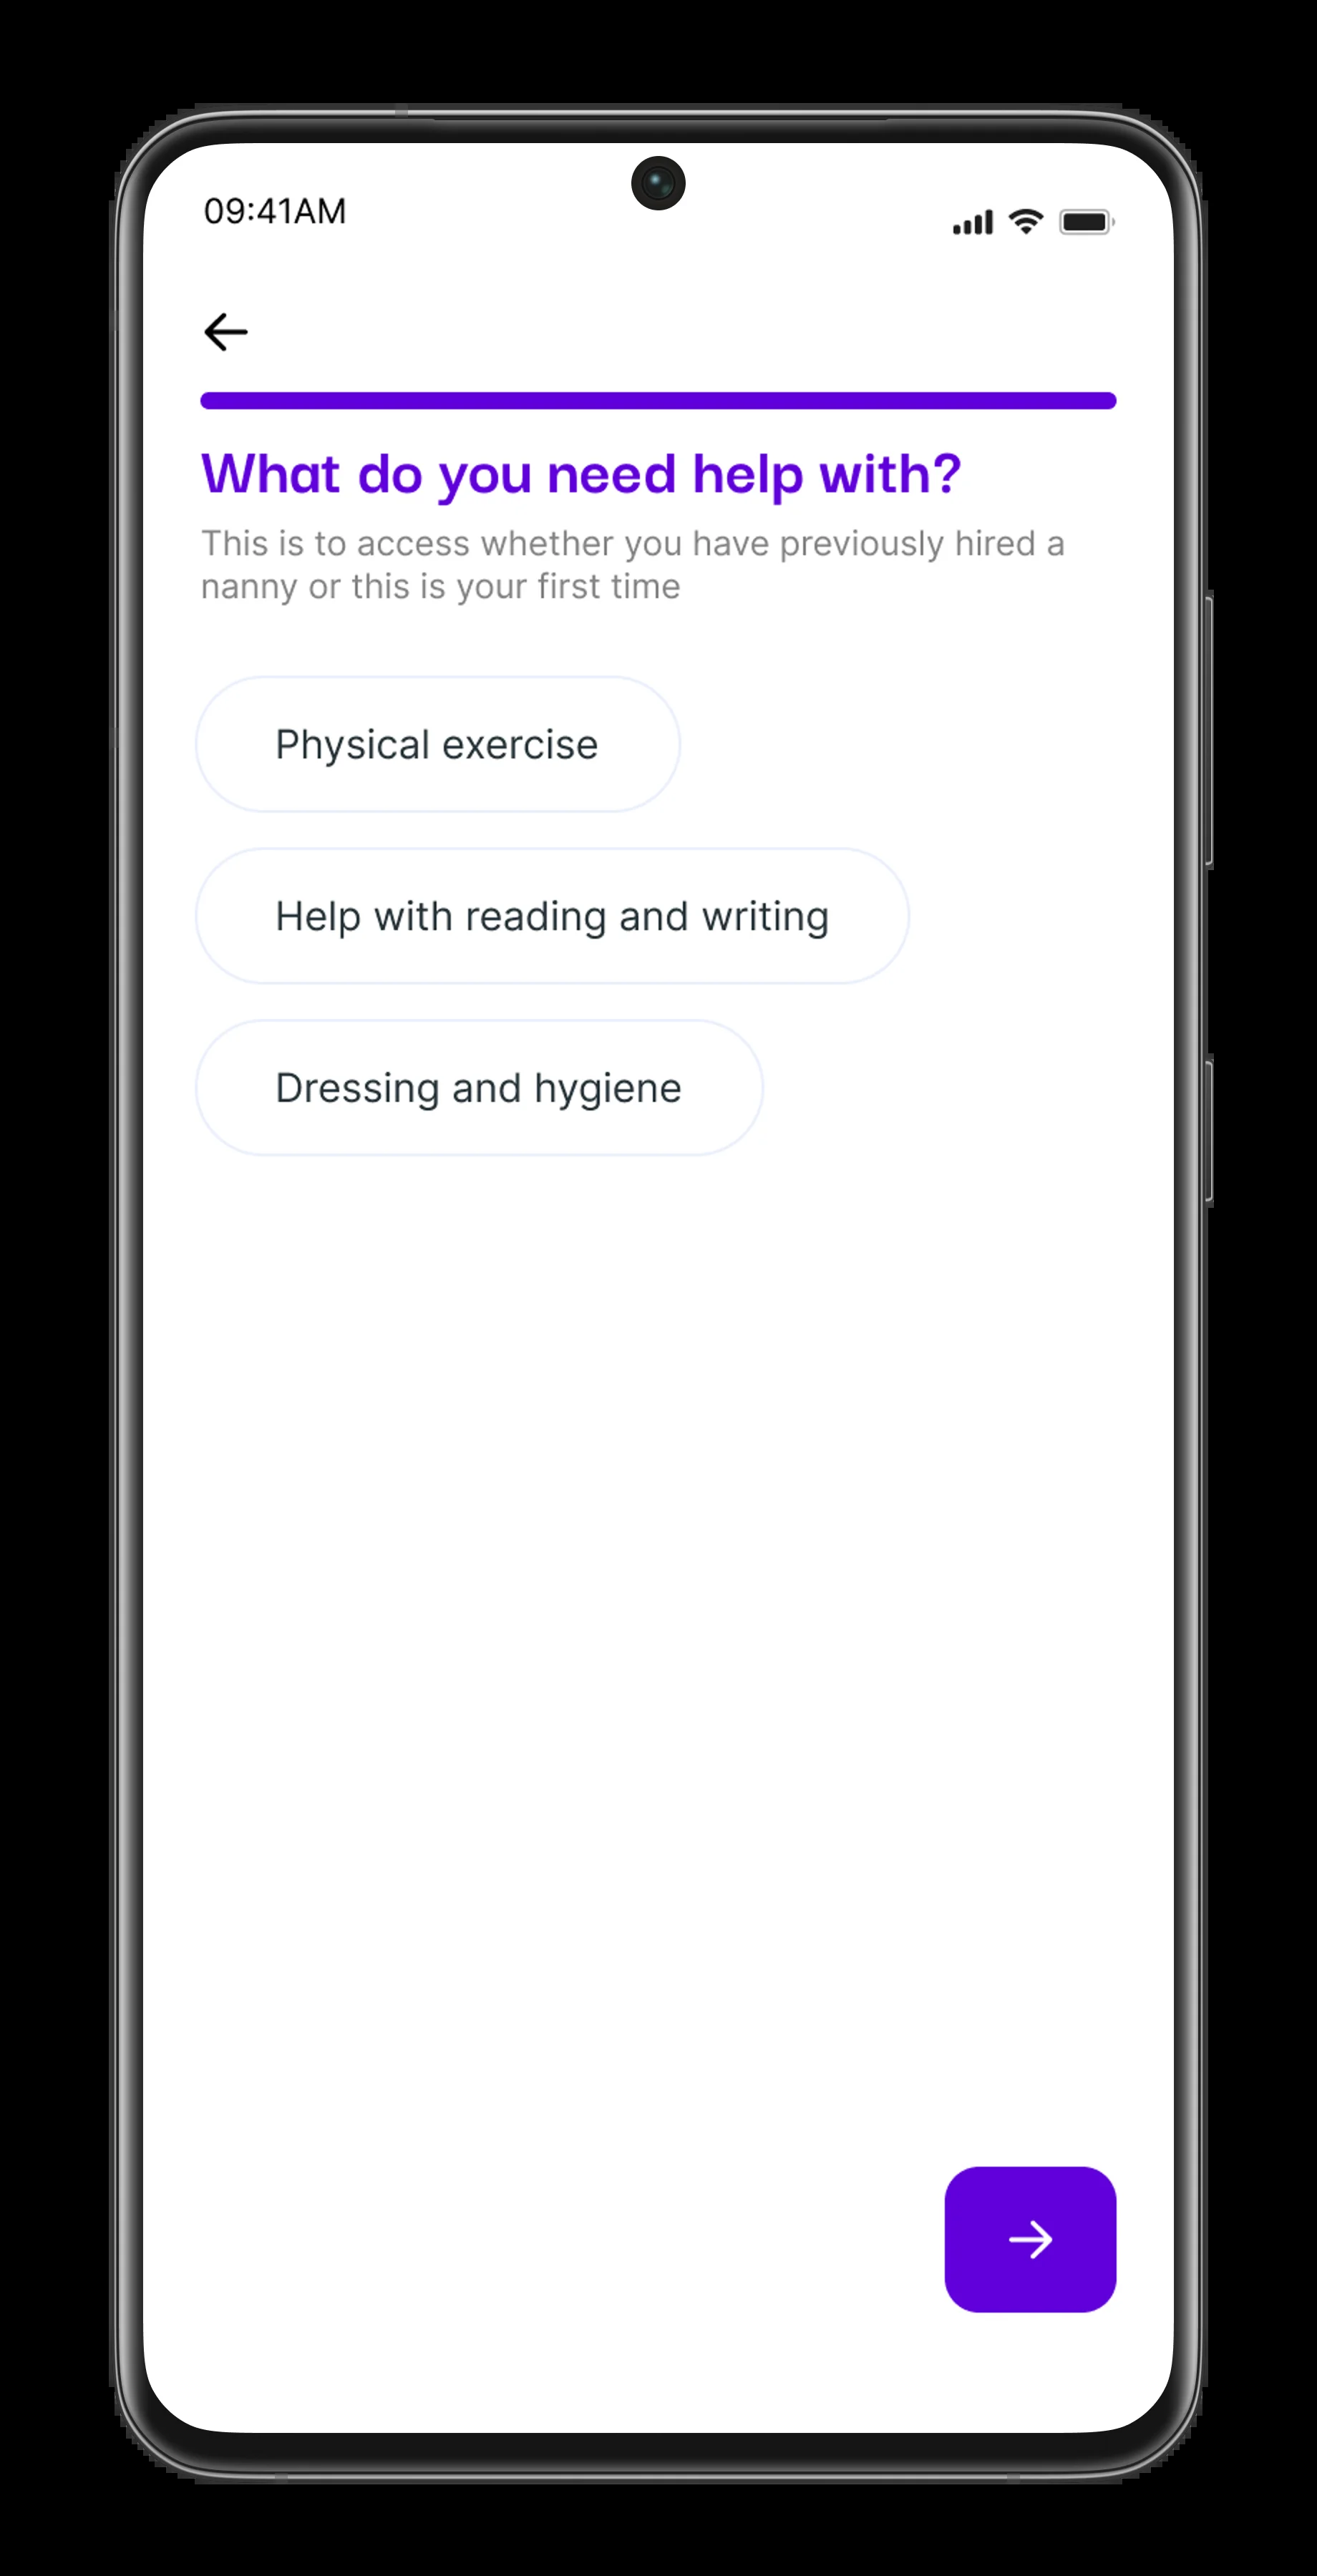 09:41AM
What do you need help with?
This is to access whether you have previously hired a
nanny or this is your first time
Physical exercise
Help with reading and writing
Dressing and hygiene